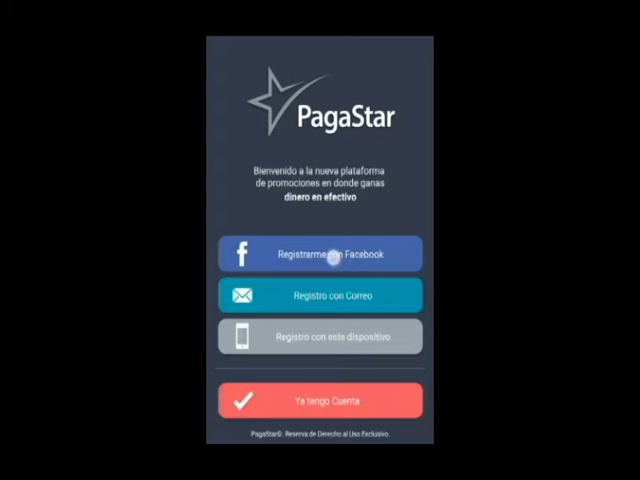 PagaStar
Bienvenido a la nueva plataforma
de promociones en donde ganas
dinero en efectivo
Registrarme con Facebook
Registro con Correo
Registro con este dispositivo
Ya tengo Cuenta
PagaStar©. Reserva de Derecho al Uso Exclusivo.